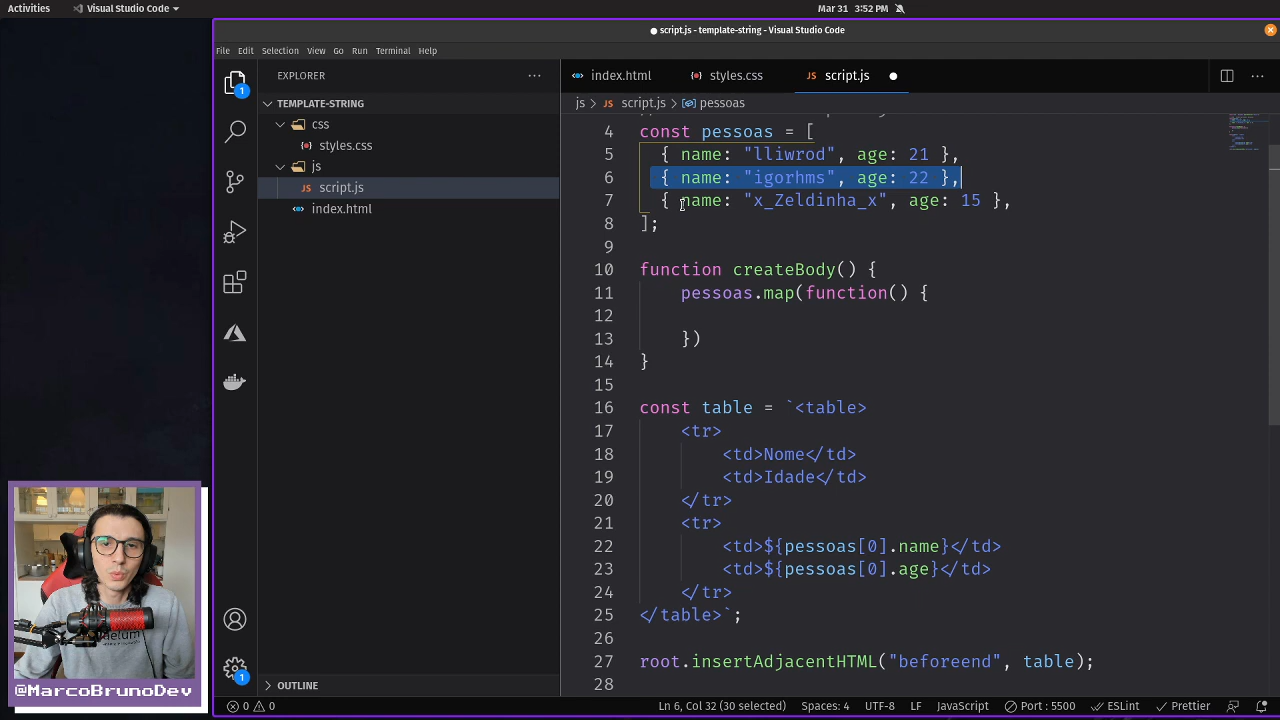 Activities
Visual Studio Code
Mar 31 3:52 PM
● script.js - template-string - Visual Studio Code
File Edit Selection View Go Run Terminal Help
EXPLORER
TEMPLATE-STRING
css
styles.css
js
JS script.js
index.html
OUTLINE
index.html
styles.css
JS script.js
js > JS script.js > pessoas
4 const pessoas = [
5 { name: "lliwrod", age: 21 },
6 { name: "igorhms", age: 22 },
7 { name: "x_Zeldinha_x", age: 15 },
8 ];
9
10 function createBody() {
11 pessoas.map(function() {
12
13 })
14 }
15
16 const table = `<table>
17 <tr>
18 <td>Nome</td>
19 <td>Idade</td>
20 </tr>
21 <tr>
22 <td>${pessoas[0].name}</td>
23 <td>${pessoas[0].age}</td>
24 </tr>
25 </table>`;
26
27 root.insertAdjacentHTML("beforeend", table);
28
1
1
@MarcoBrunoDev
0 0
Ln 6, Col 32 (30 selected)
Spaces: 4
UTF-8
LF
JavaScript
Port : 5500
ESLint
Prettier